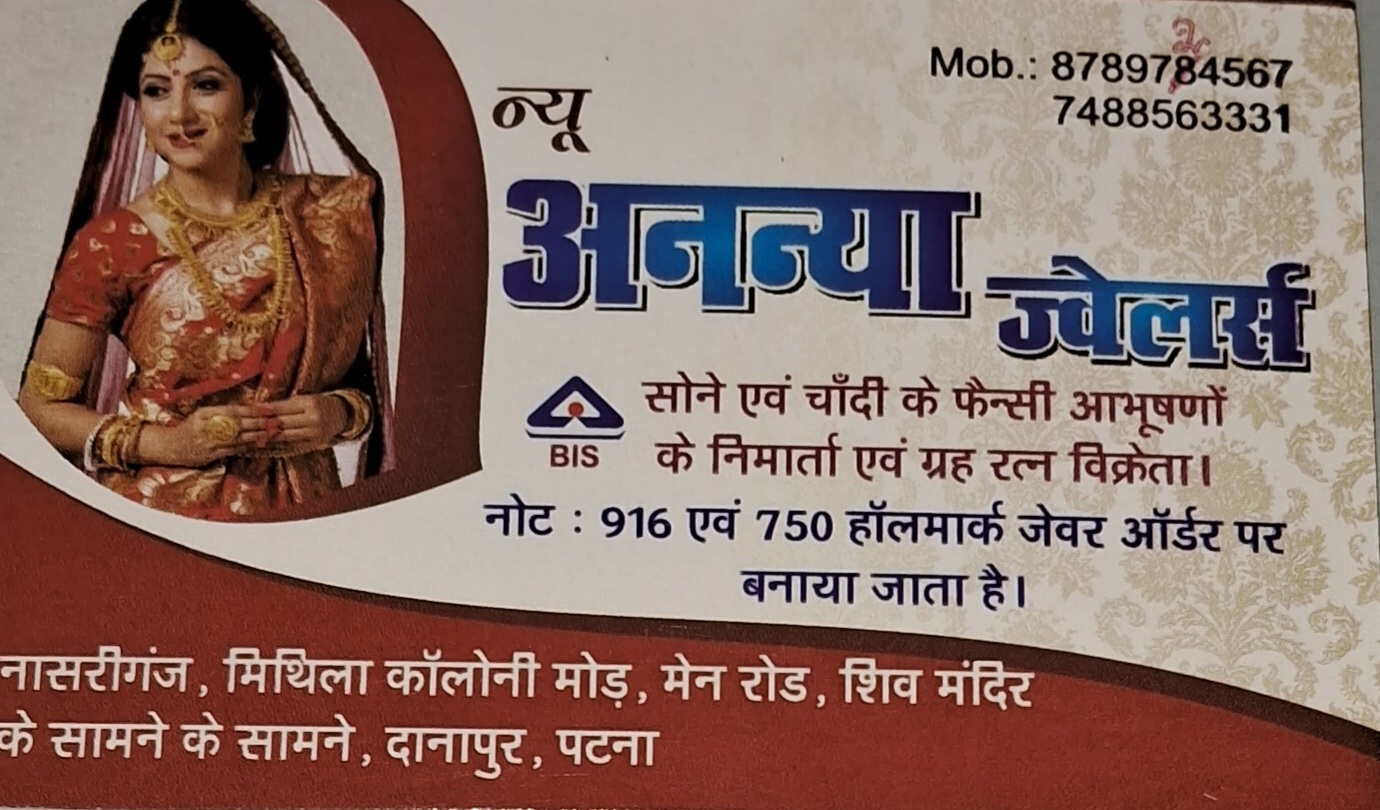 Mob.: 8789784567
2
7488563331
न्यू
अनन्या
ज्वेलर्स
BIS
सोने एवं चाँदी के फैन्सी आभूषणों
के निमार्ता एवं ग्रह रत्न विक्रेता।
नोट : 916 एवं 750 हॉलमार्क जेवर ऑर्डर पर
बनाया जाता है।
नासरीगंज, मिथिला कॉलोनी मोड़, मेन रोड, शिव मंदिर
के सामने के सामने, दानापुर, पटना